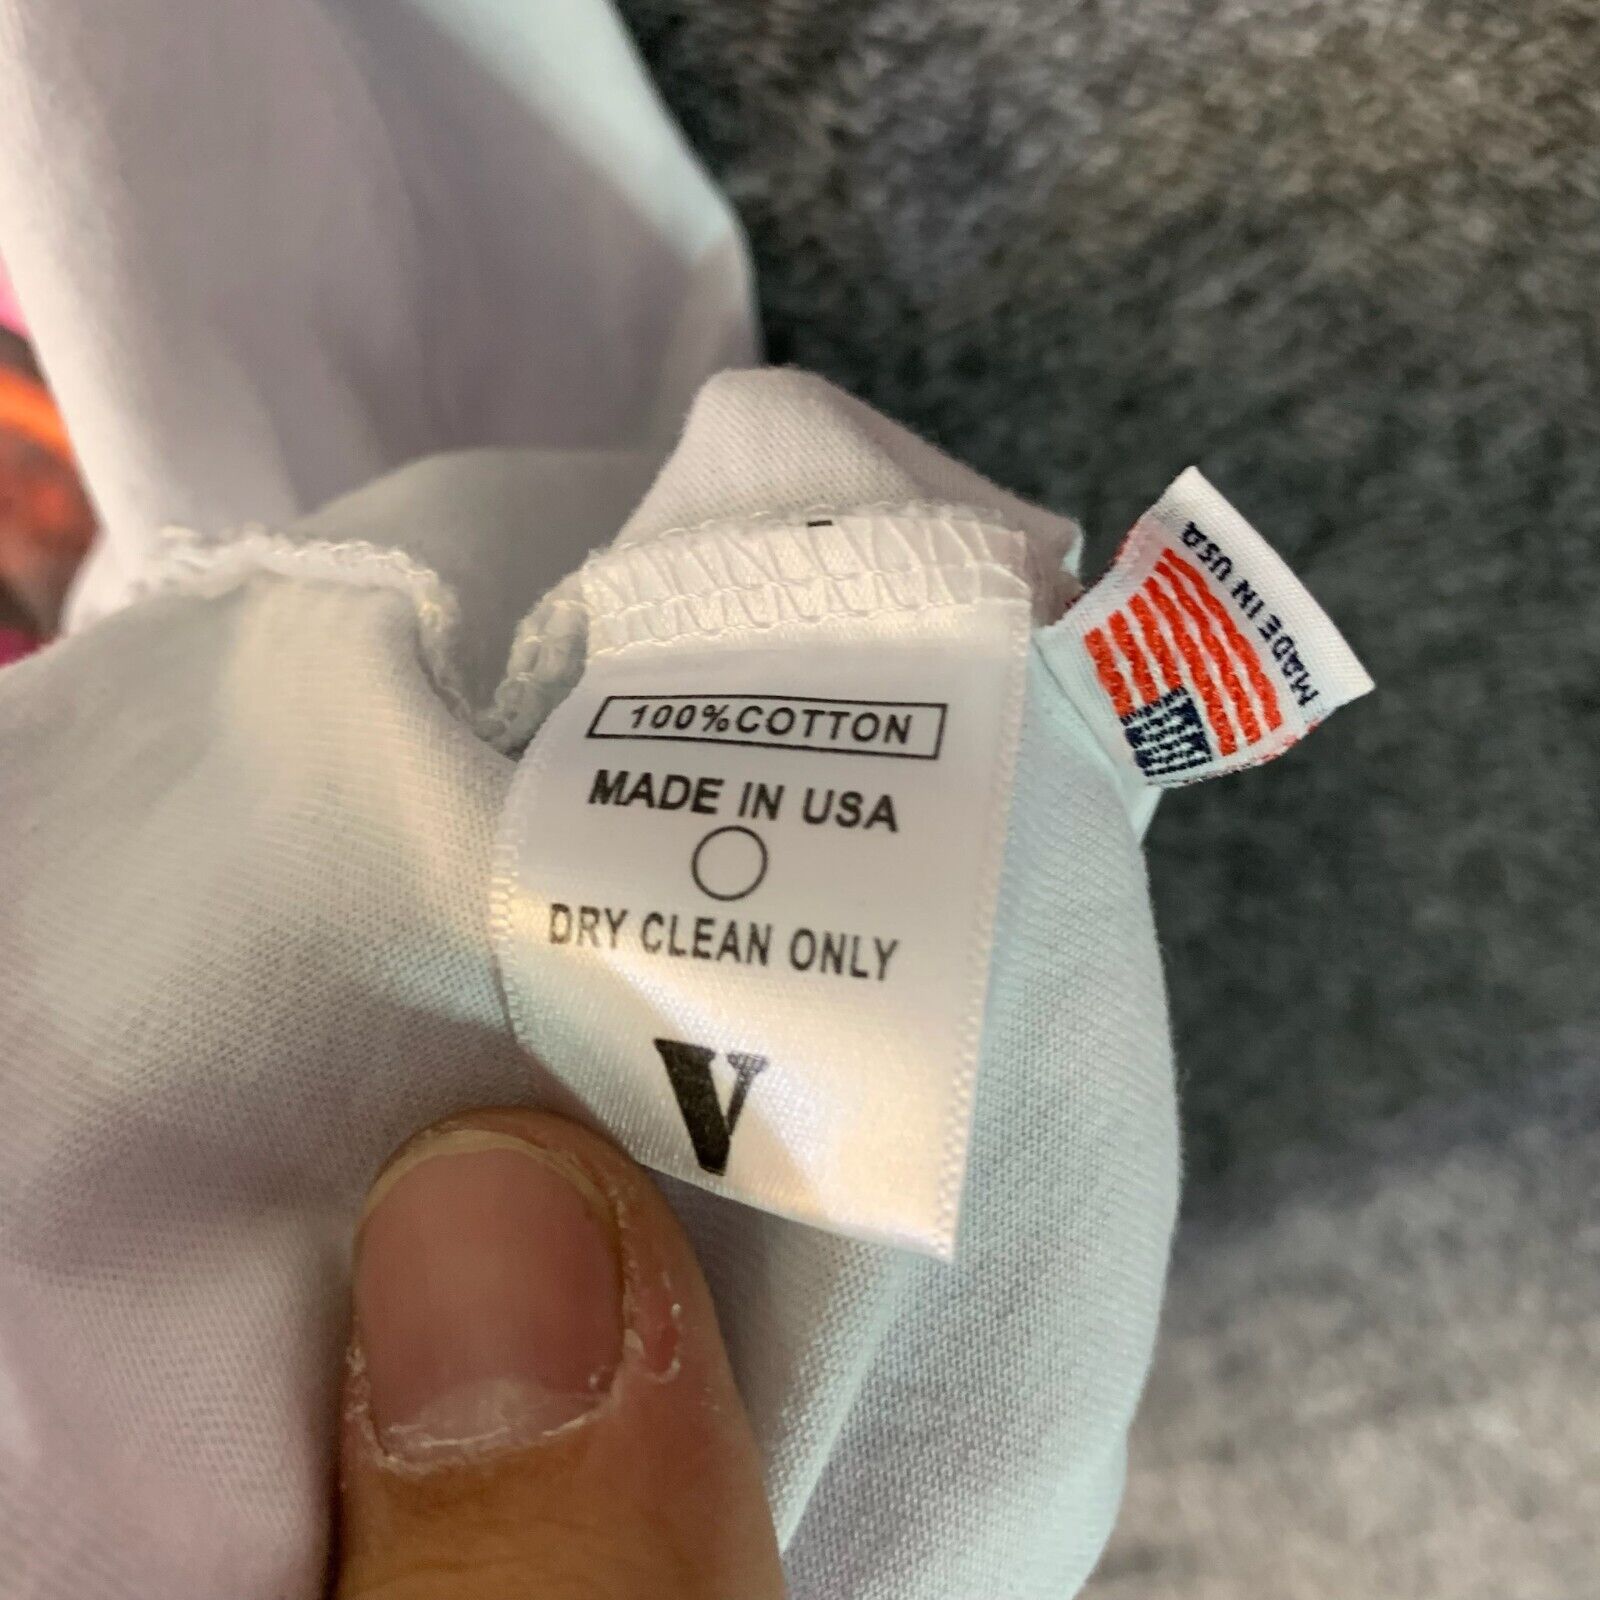 100%COTTON
MADE IN USA
DRY CLEAN ONLY
V
MADE IN USA